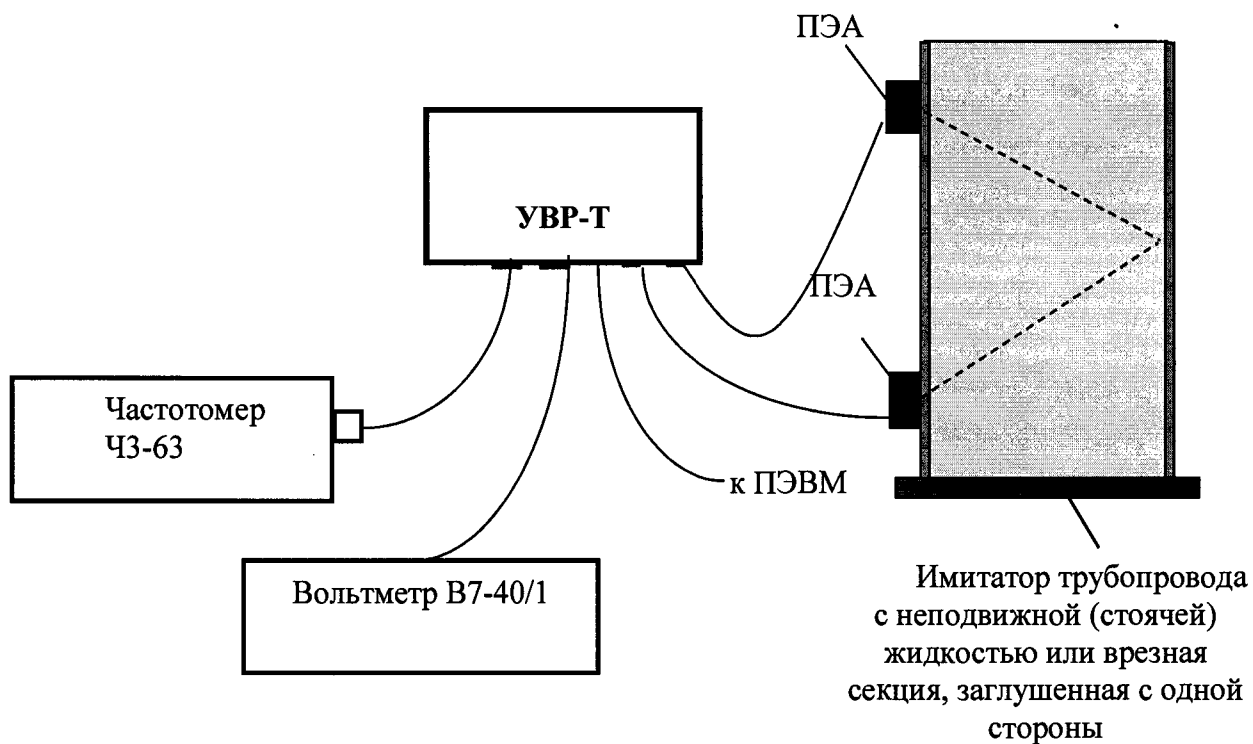 ПЭА
УВР-Т
ПЭА
Частотомер
ЧЗ-63
к ПЭВМ
Вольтметр В7-40/1
Имитатор трубопровода
с неподвижной (стоячей)
жидкостью или врезная
секция, заглушенная с одной
стороны